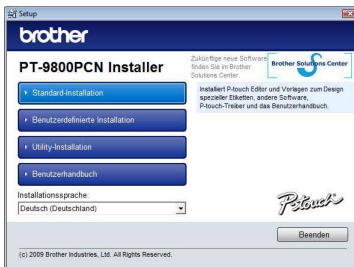 Setup
brother
PT-9800PCN Installer
Zukünftige neue Software
finden Sie im Brother
Solutions Center.
Brother Solutions Center
Standard-Installation
Installiert P-touch Editor und Vorlagen zum Design
spezieller Etiketten, andere Software,
P-touch-Treiber und das Benutzerhandbuch.
Benutzerdefinierte Installation
Utility-Installation
Benutzerhandbuch
Installationssprache:
Deutsch (Deutschland)
P-touch
Beenden
(c) 2009 Brother Industries, Ltd. All Rights Reserved.